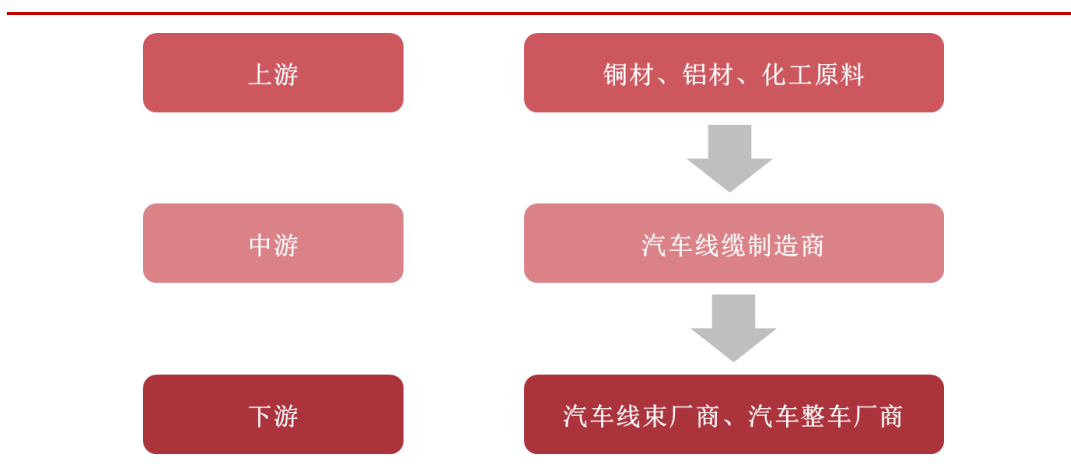 上游
铜材、铝材、化工原料
中游
汽车线缆制造商
下游
汽车线束厂商、汽车整车厂商